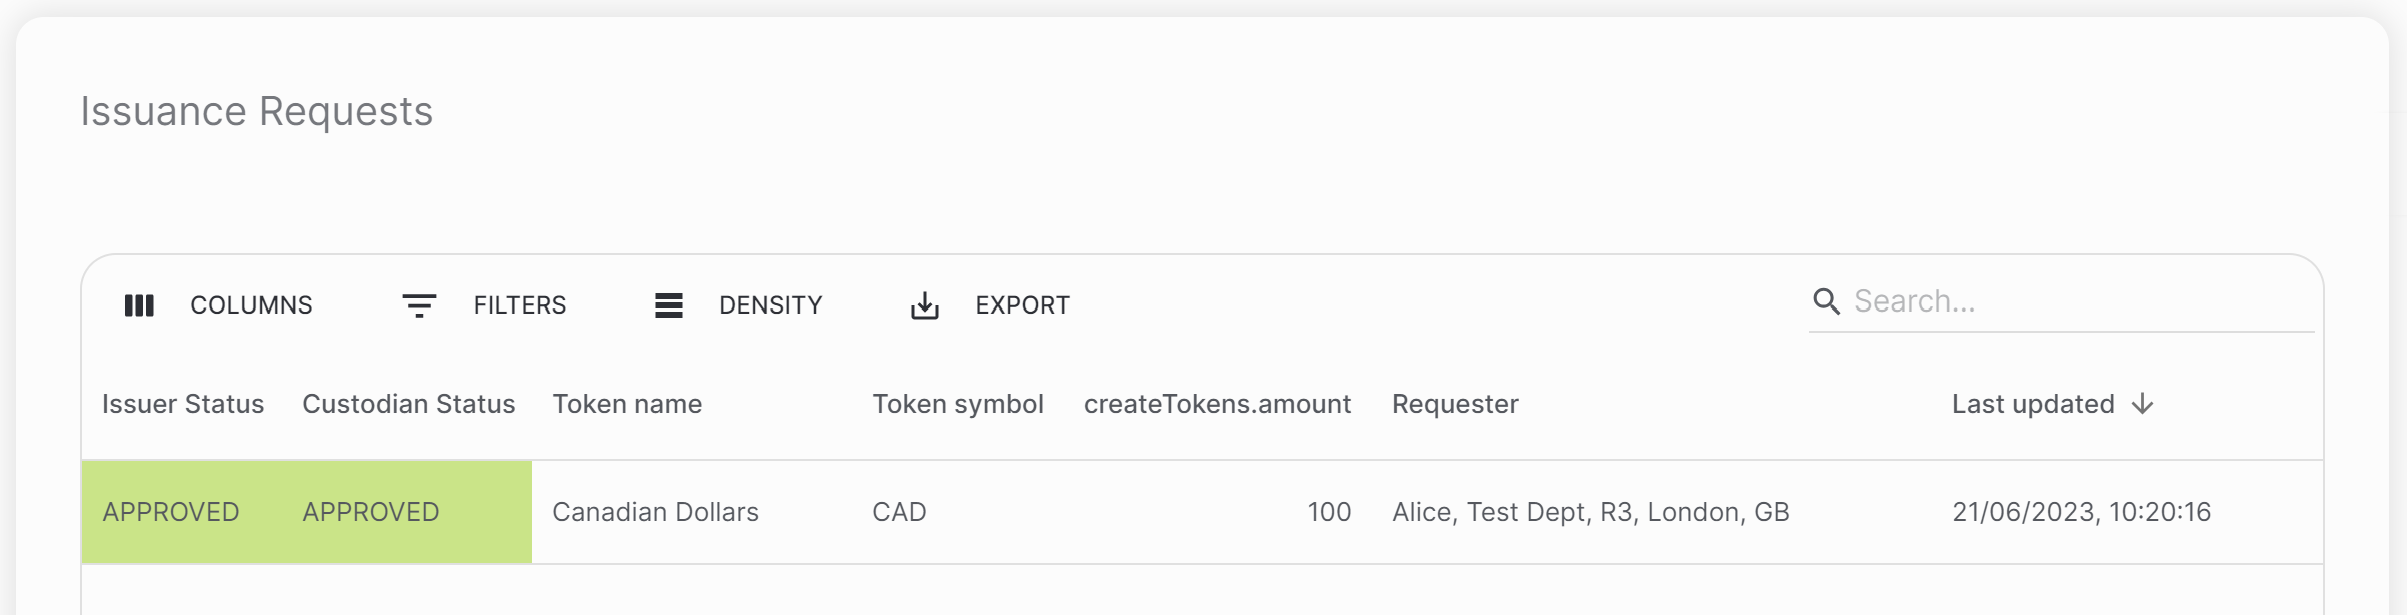 Issuance Requests
COLUMNS FILTERS DENSITY EXPORT Search...
Issuer Status Custodian Status Token name Token symbol createTokens.amount Requester Last updated
APPROVED APPROVED Canadian Dollars CAD 100 Alice, Test Dept, R3, London, GB 21/06/2023, 10:20:16